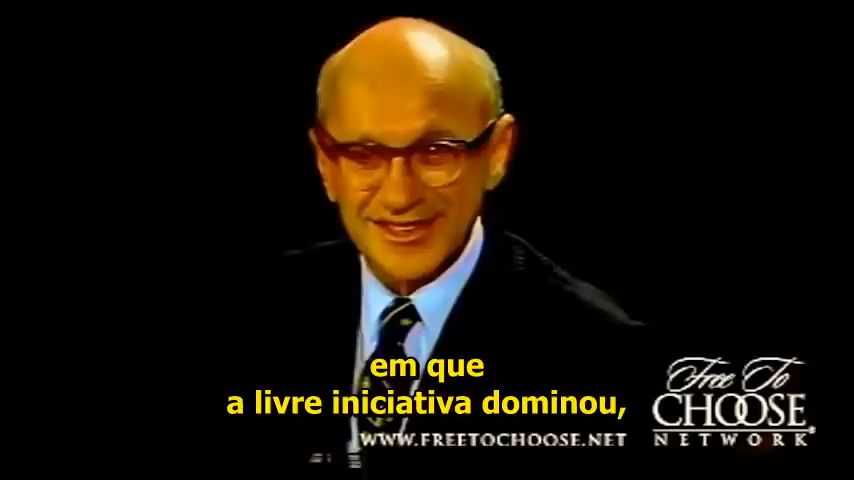 em que
a livre iniciativa dominou,
Free To
CHOOSE
NETWORK
WWW.FREETOCHOOSE.NET